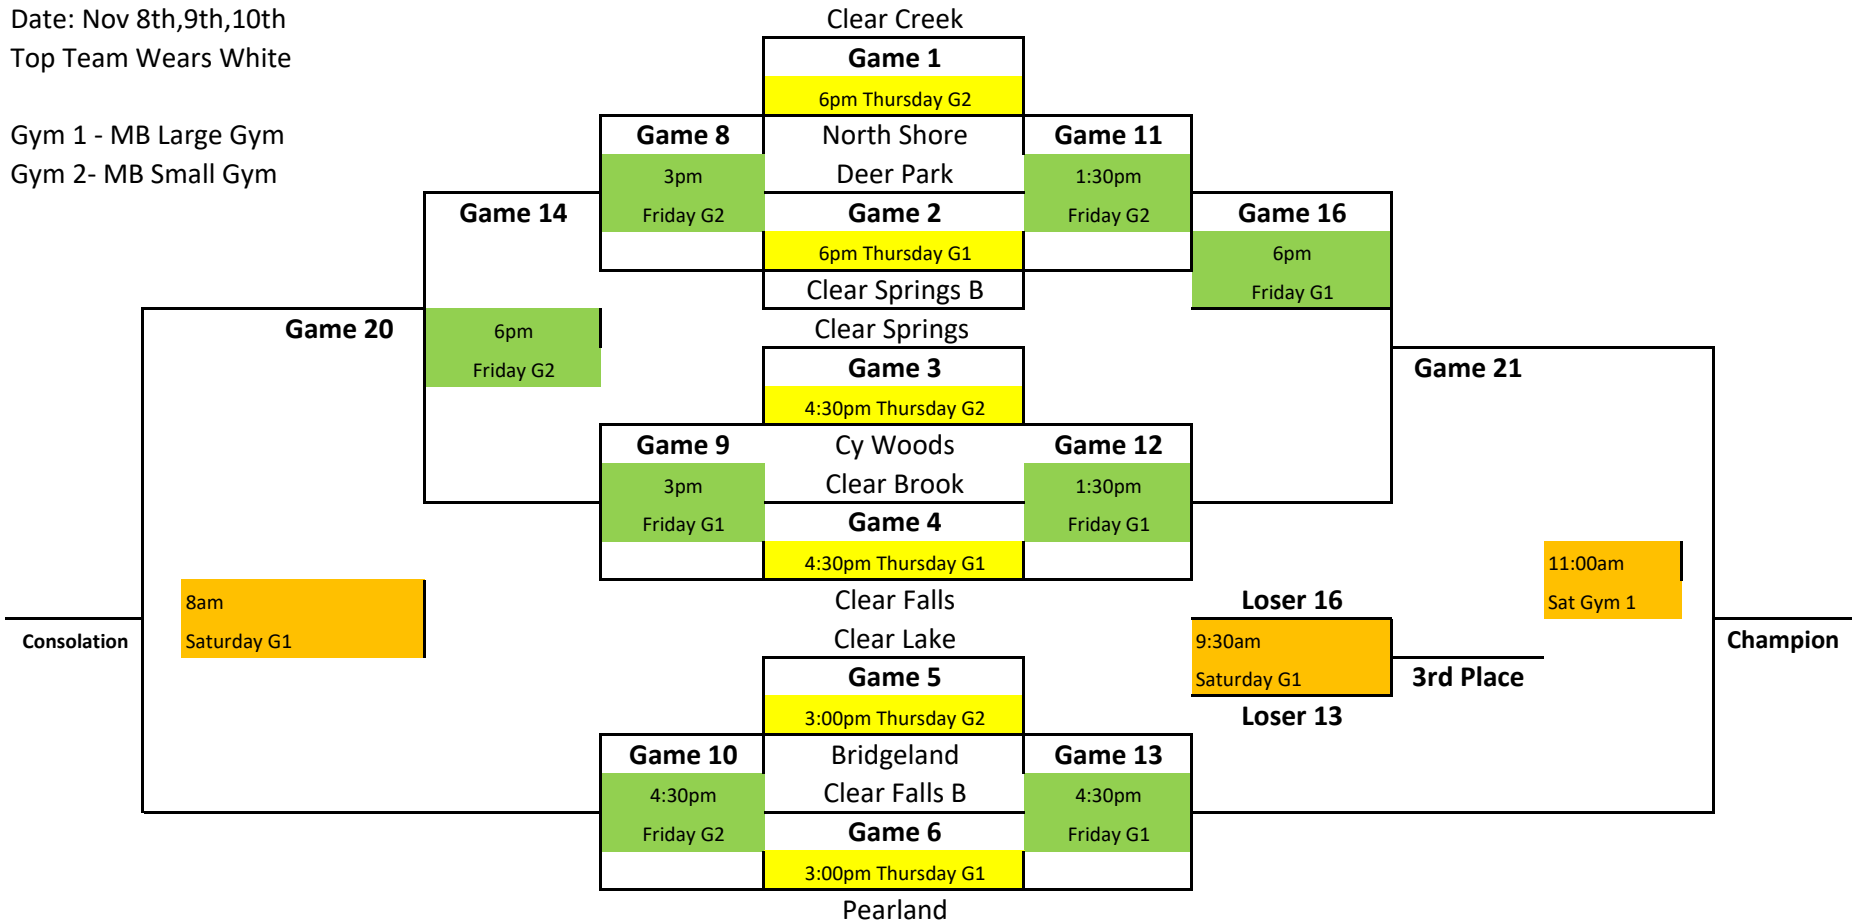 Date: Nov 8th,9th,10th
Clear Creek
Top Team Wears White
Game 1
6pm Thursday G2
Gym 1 - MB Large Gym
Game 8
North Shore
Game 11
Gym 2- MB Small Gym
3pm
Deer Park
1:30pm
Game 14
Friday G2
Game 2
Friday G2
Game 16
6pm Thursday G1
6pm
Clear Springs B
Friday G1
Game 20
6pm
Clear Springs
Friday G2
Game 3
Game 21
4:30pm Thursday G2
Game 9
Cy Woods
Game 12
3pm
Clear Brook
1:30pm
Friday G1
Game 4
Friday G1
4:30pm Thursday G1
11:00am
8am
Clear Falls
Loser 16
Sat Gym 1
Consolation
Saturday G1
Clear Lake
9:30am
Champion
Game 5
Saturday G1
3rd Place
3:00pm Thursday G2
Loser 13
Game 10
Bridgeland
Game 13
4:30pm
Clear Falls B
4:30pm
Friday G2
Game 6
Friday G1
3:00pm Thursday G1
Pearland